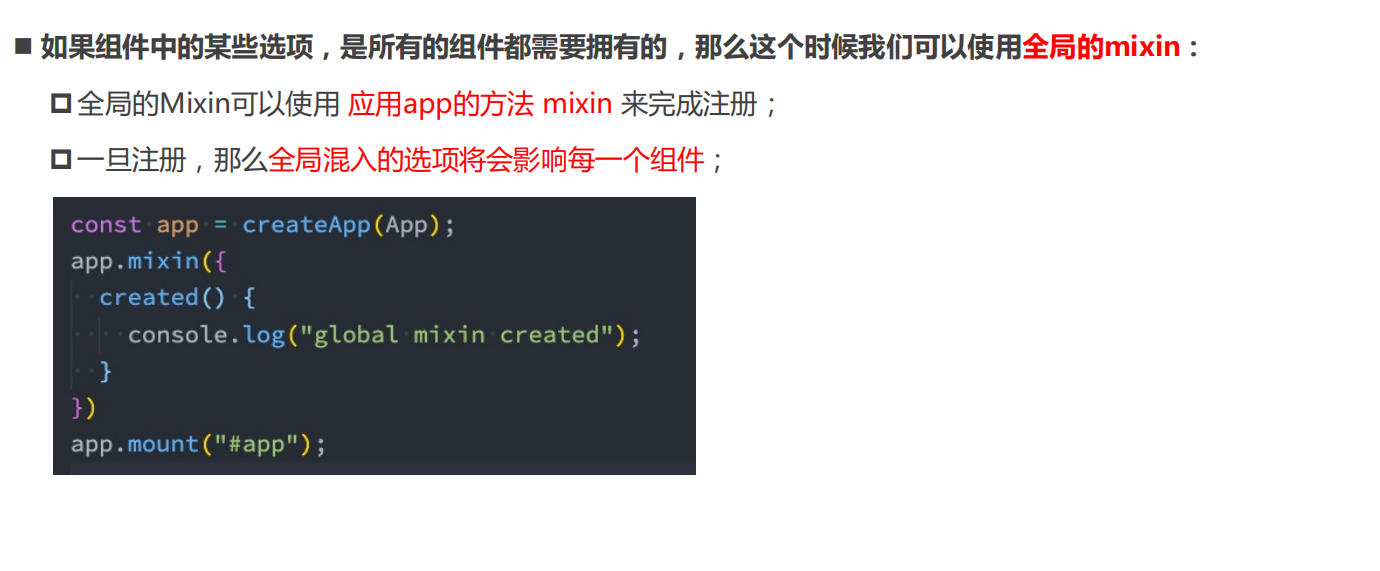 如果组件中的某些选项，是所有的组件都需要拥有的，那么这个时候我们可以使用全局的mixin：
全局的Mixin可以使用 应用app的方法 mixin 来完成注册；
一旦注册，那么全局混入的选项将会影响每一个组件；
const app = createApp(App);
app.mixin({
  created() {
    console.log("global mixin created");
  }
})
app.mount("#app");